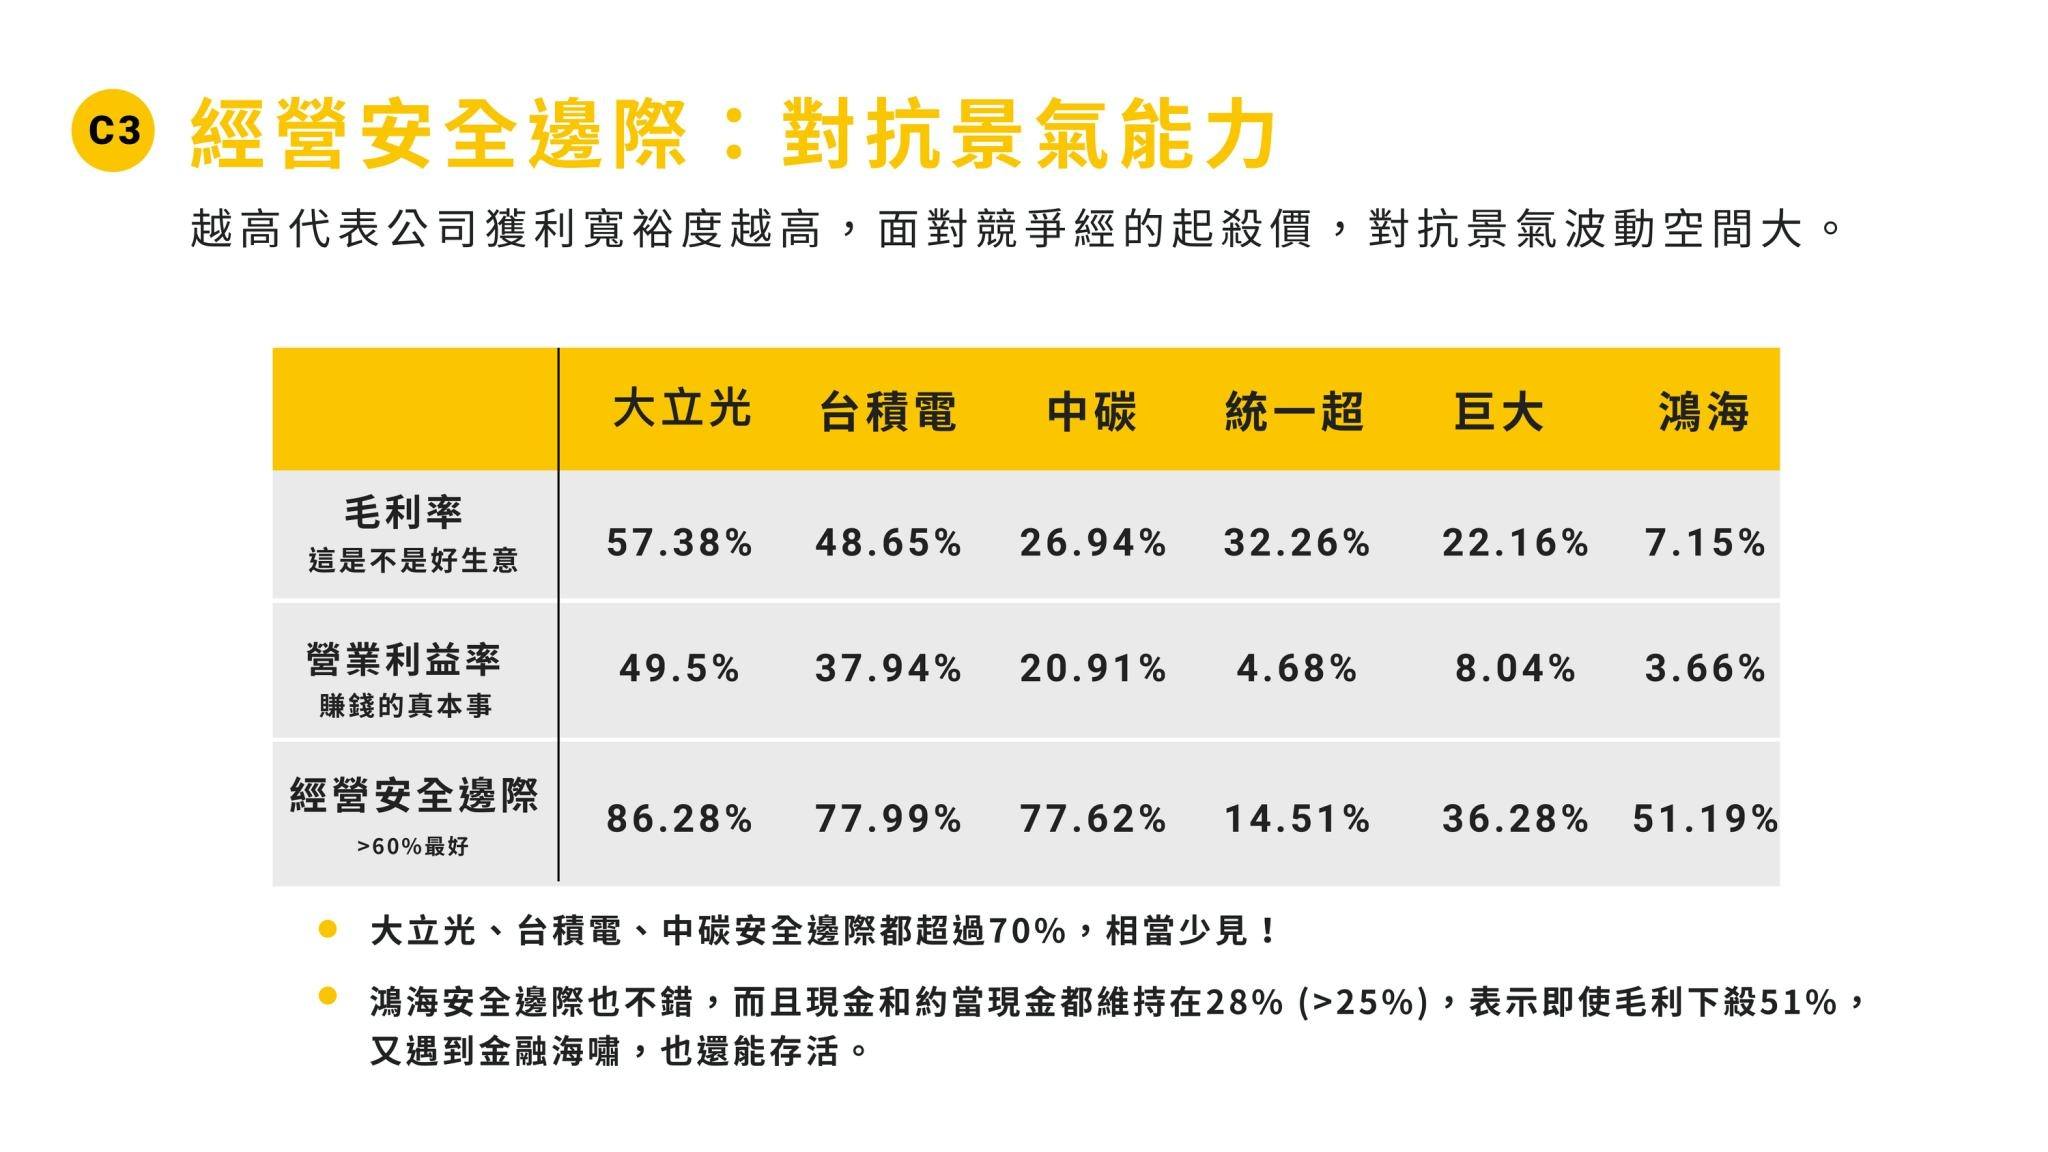 C3 經營安全邊際：對抗景氣能力
越高代表公司獲利寬裕度越高，面對競爭經的起殺價，對抗景氣波動空間大。
大立光 台積電 中碳 統一超 巨大 鴻海
毛利率
這是不是好生意
57.38% 48.65% 26.94% 32.26% 22.16% 7.15%
營業利益率
賺錢的真本事
49.5% 37.94% 20.91% 4.68% 8.04% 3.66%
經營安全邊際
>60%最好
86.28% 77.99% 77.62% 14.51% 36.28% 51.19%
大立光、台積電、中碳安全邊際都超過70%，相當少見！
鴻海安全邊際也不錯，而且現金和約當現金都維持在28% (>25%)，表示即使毛利下殺51%，
又遇到金融海嘯，也還能存活。